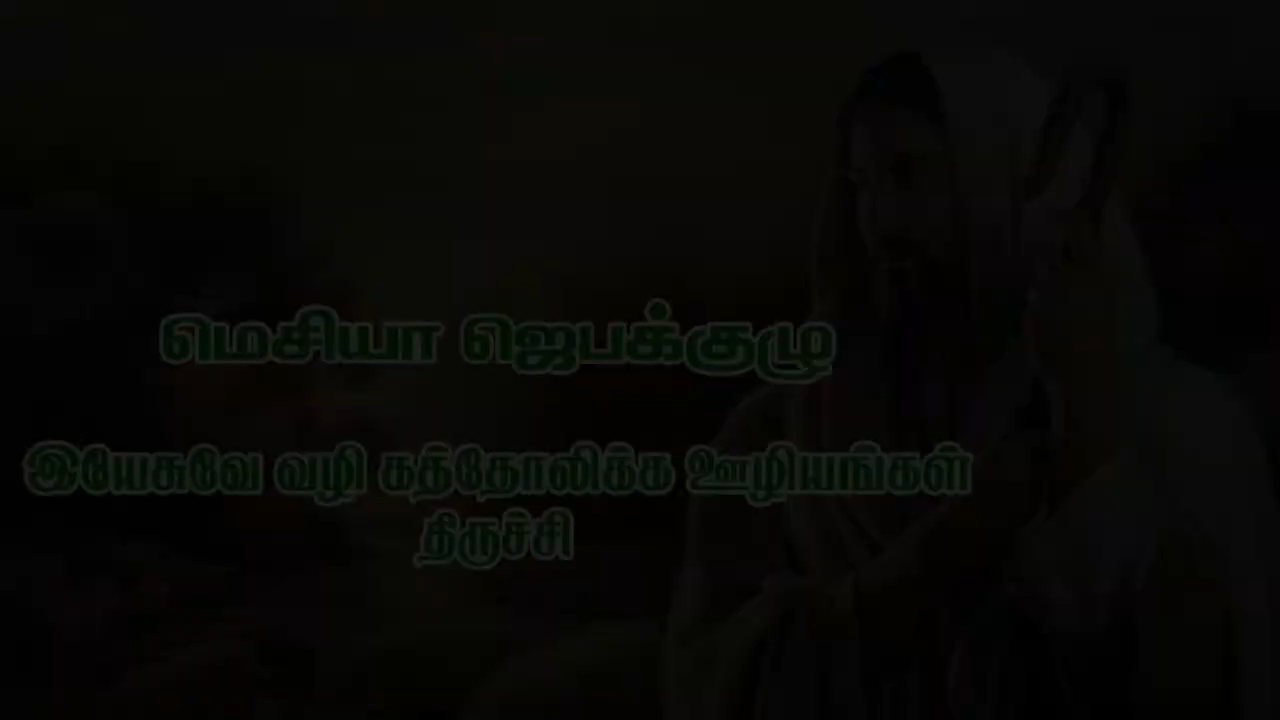 மெசியா ஜெபக்குழு
இயேசுவே வழி கத்தோலிக்க ஊழியங்கள்
திருச்சி